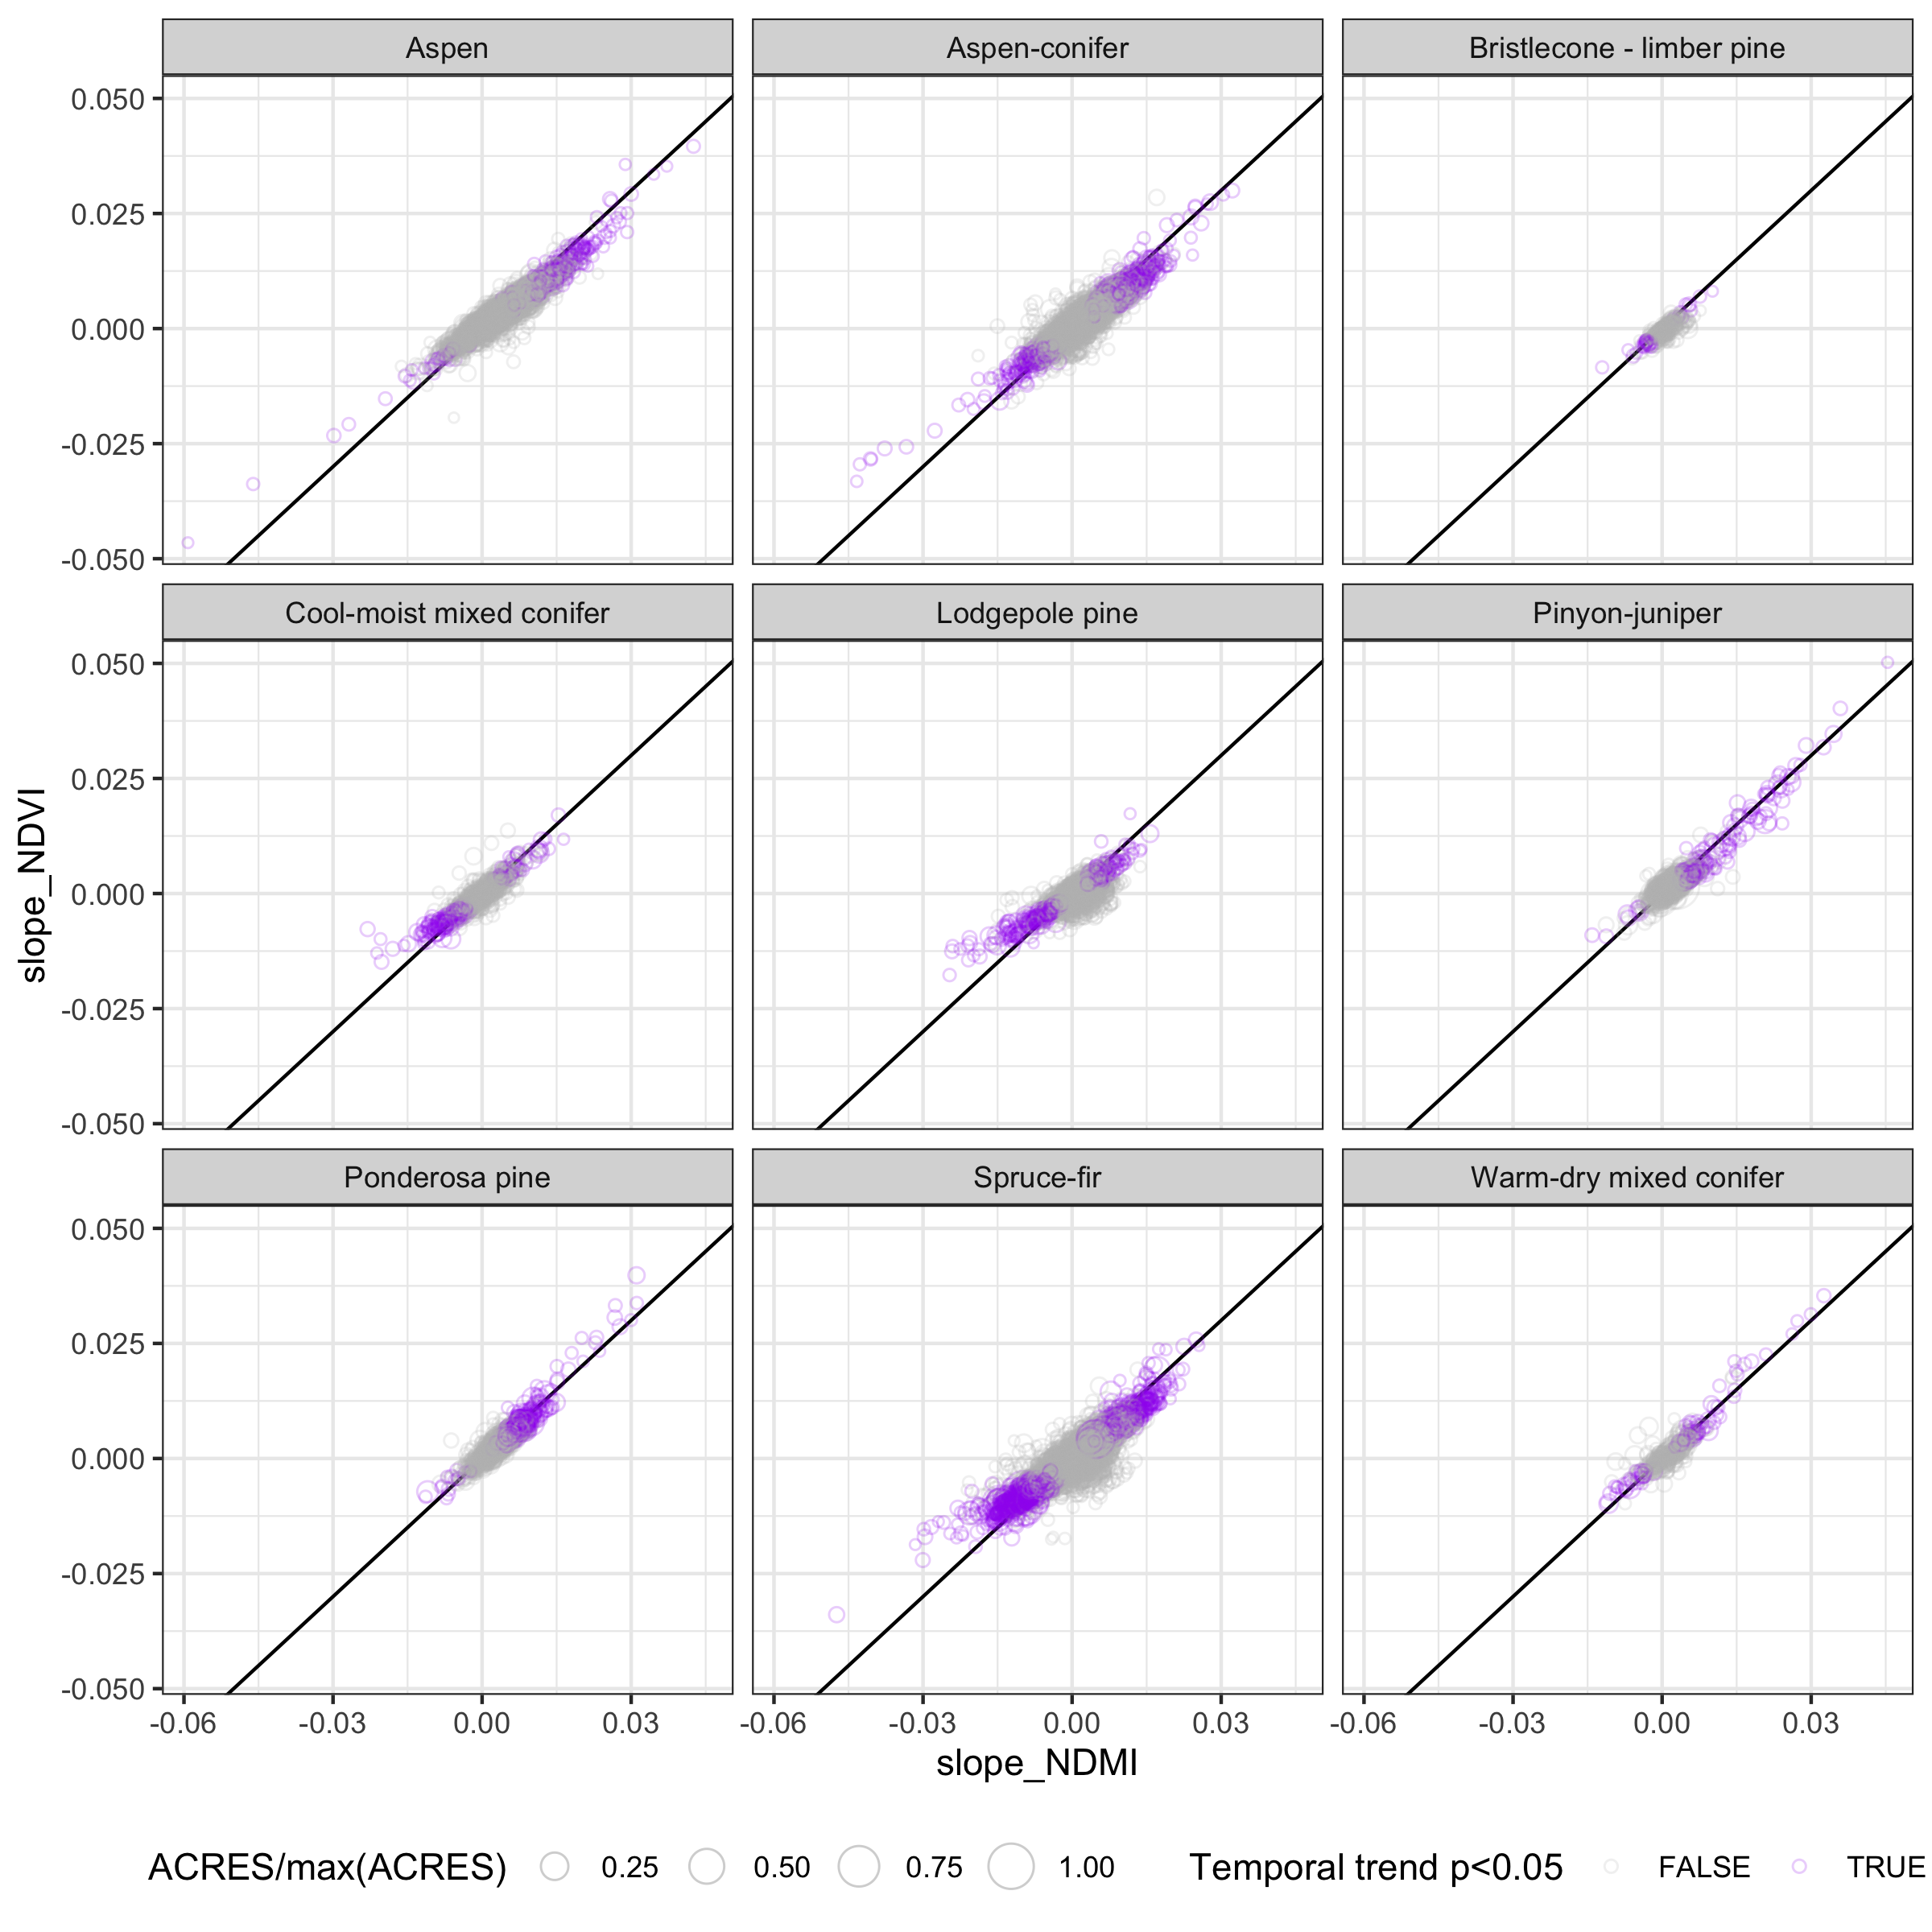 Aspen
Aspen-conifer
Bristlecone - limber pine
0.050
0.025
0.000
-0.025
-0.050
Cool-moist mixed conifer
Lodgepole pine
Pinyon-juniper
0.050
0.025
0.000
-0.025
-0.050
slope_NDVI
Ponderosa pine
Spruce-fir
Warm-dry mixed conifer
0.050
0.025
0.000
-0.025
-0.050
-0.06 -0.03 0.00 0.03 -0.06 -0.03 0.00 0.03 -0.06 -0.03 0.00 0.03
slope_NDMI
ACRES/max(ACRES) 0.25 0.50 0.75 1.00 Temporal trend p<0.05 FALSE TRUE